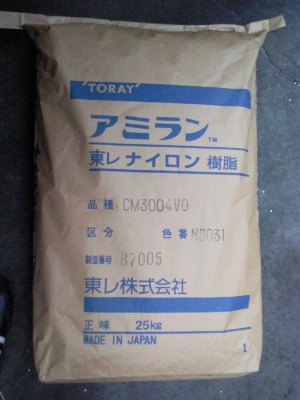 TORAY
アミラン™
東レ ナイロン 樹脂
品種 CM3004V0
区分 色番 N0031
製造番号 87005
東レ株式会社
正味 25kg
MADE IN JAPAN 1